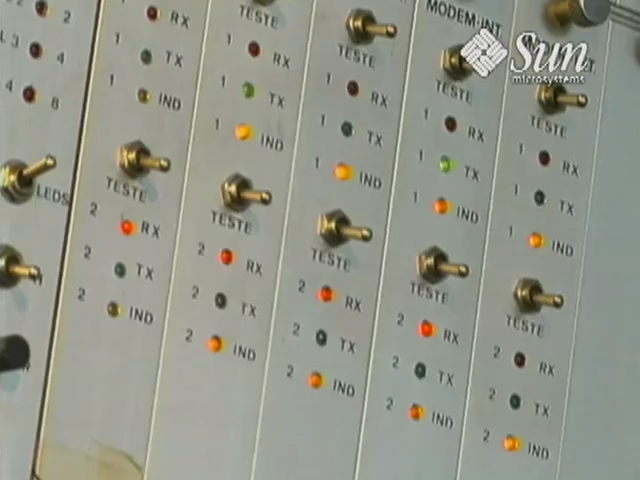 2
L 3 4
4 8
LEDS
RX
1 TX
1 IND
TESTE
2 RX
2 TX
2 IND
TESTE
1 RX
1 TX
1 IND
TESTE
2 RX
2 TX
2 IND
TESTE
1 RX
1 TX
1 IND
TESTE
2 RX
2 TX
2 IND
MODEM INT.
TESTE
1 RX
1 TX
1 IND
TESTE
2 RX
2 TX
2 IND
TESTE
1 RX
1 TX
1 IND
TESTE
2 RX
2 TX
2 IND
Sun
microsystems